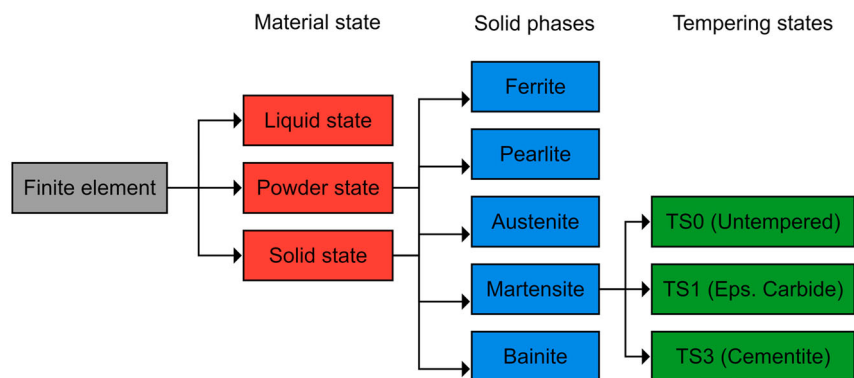 Material state
Solid phases
Tempering states
Finite element
Liquid state
Powder state
Solid state
Ferrite
Pearlite
Austenite
Martensite
Bainite
TS0 (Untempered)
TS1 (Eps. Carbide)
TS3 (Cementite)